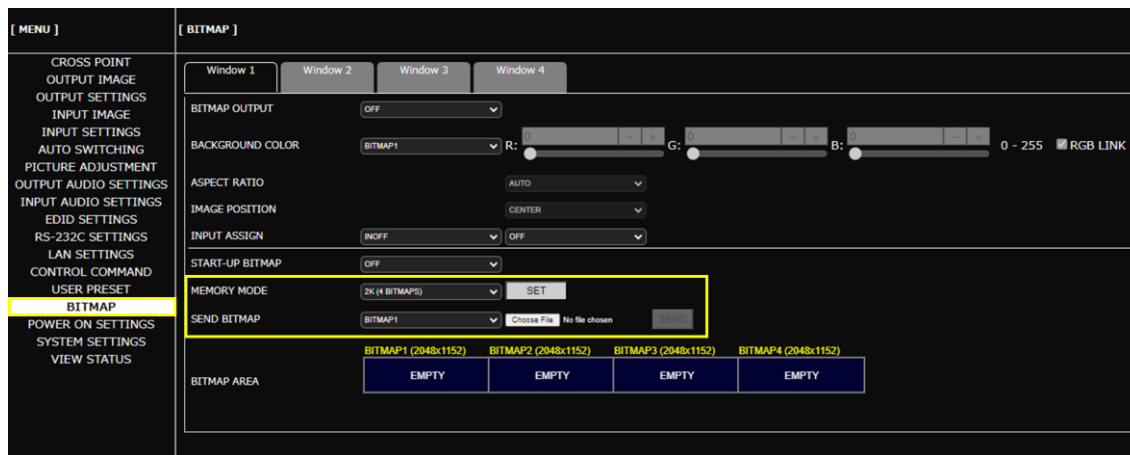 [ MENU ]
[ BITMAP ]
CROSS POINT
OUTPUT IMAGE
OUTPUT SETTINGS
INPUT IMAGE
INPUT SETTINGS
AUTO SWITCHING
PICTURE ADJUSTMENT
OUTPUT AUDIO SETTINGS
INPUT AUDIO SETTINGS
EDID SETTINGS
RS-232C SETTINGS
LAN SETTINGS
CONTROL COMMAND
USER PRESET
BITMAP
POWER ON SETTINGS
SYSTEM SETTINGS
VIEW STATUS
Window 1 Window 2 Window 3 Window 4
BITMAP OUTPUT OFF
BACKGROUND COLOR BITMAP1 R: 0 - + G: 0 - + B: 0 - + 0 - 255 RGB LINK
ASPECT RATIO AUTO
IMAGE POSITION CENTER
INPUT ASSIGN INOFF OFF
START-UP BITMAP OFF
MEMORY MODE 2K (4 BITMAPS) SET
SEND BITMAP BITMAP1 Choose File No file chosen SEND
BITMAP1 (2048x1152) BITMAP2 (2048x1152) BITMAP3 (2048x1152) BITMAP4 (2048x1152)
BITMAP AREA EMPTY EMPTY EMPTY EMPTY